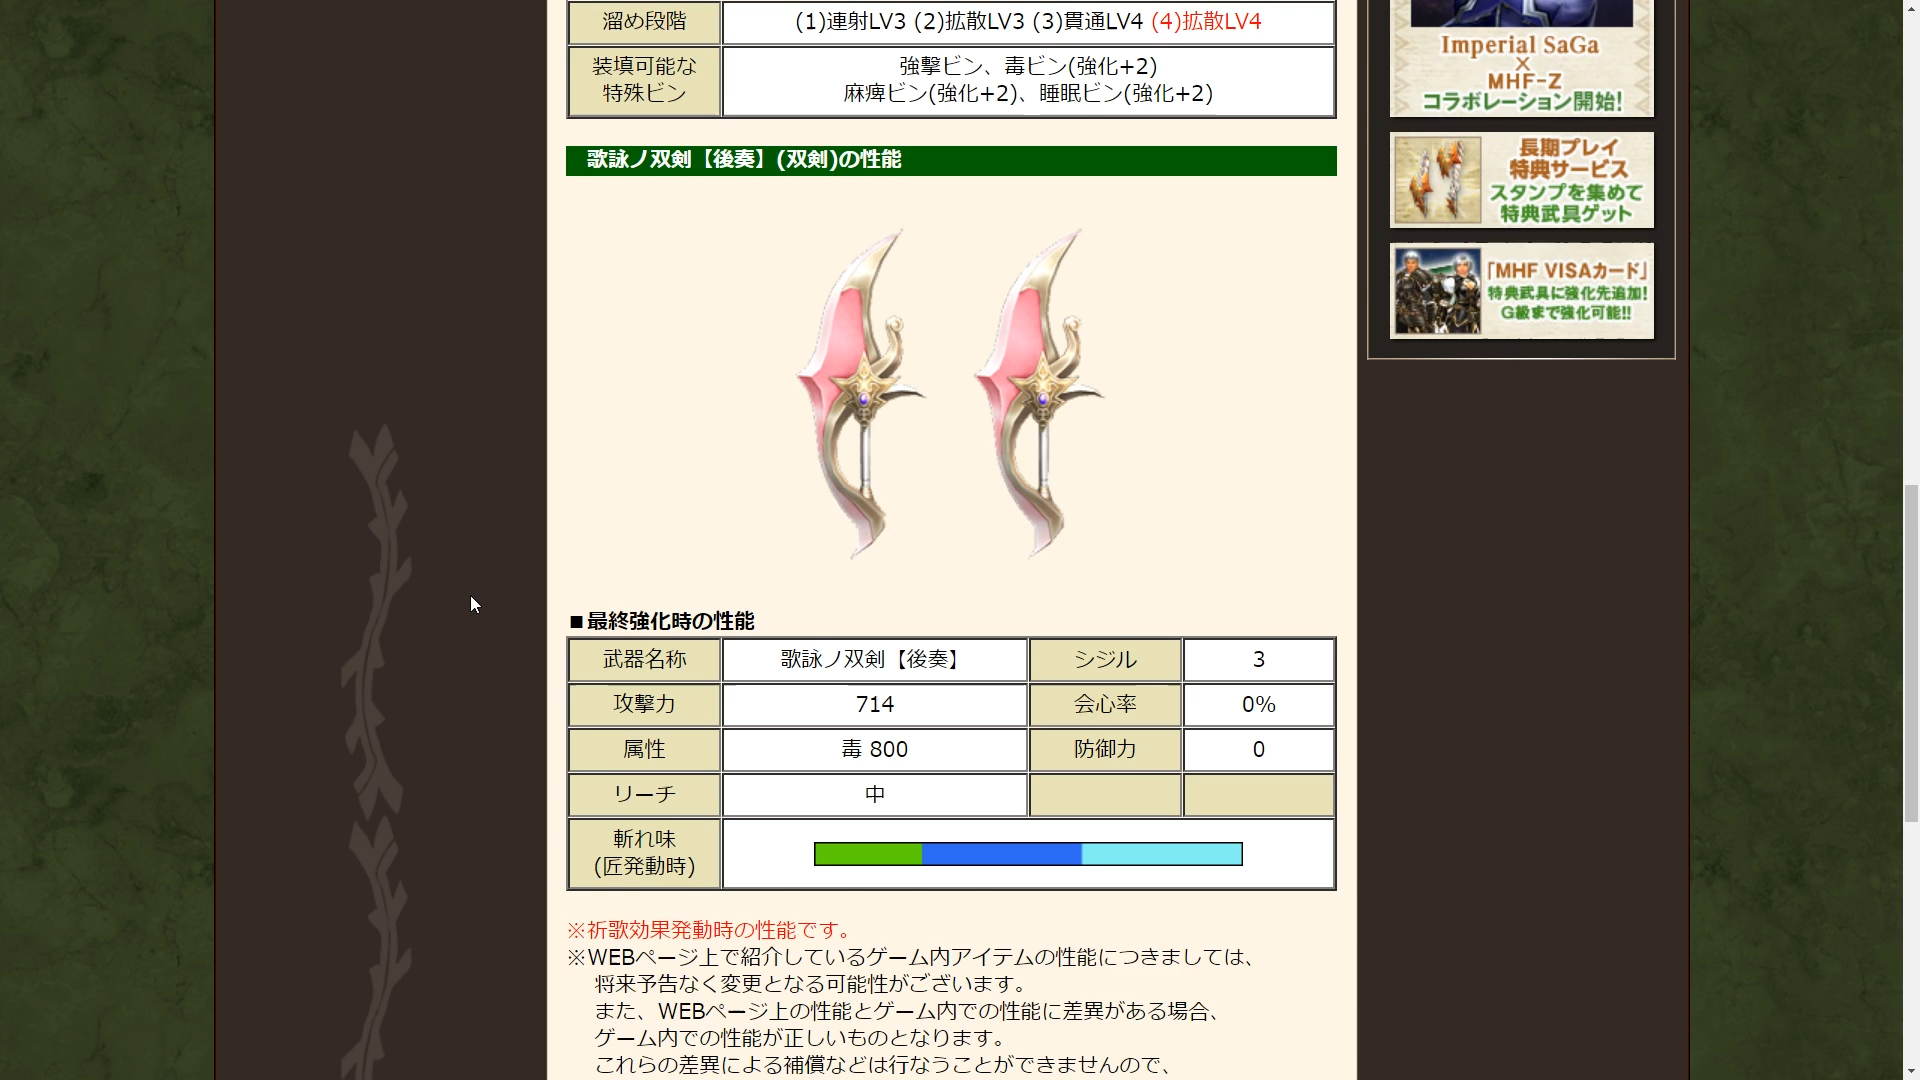 溜め段階 (1)連射LV3 (2)拡散LV3 (3)貫通LV4 (4)拡散LV4
装填可能な
特殊ビン
強撃ビン、毒ビン(強化+2)
麻痺ビン(強化+2)、睡眠ビン(強化+2)
歌詠ノ双剣【後奏】(双剣)の性能
■最終強化時の性能
武器名称 歌詠ノ双剣【後奏】 シジル 3
攻撃力 714 会心率 0%
属性 毒 800 防御力 0
リーチ 中
斬れ味
(匠発動時)
※祈歌効果発動時の性能です。
※WEBページ上で紹介しているゲーム内アイテムの性能につきましては、
将来予告なく変更となる可能性がございます。
また、WEBページ上の性能とゲーム内での性能に差異がある場合、
ゲーム内での性能が正しいものとなります。
これらの差異による補償などは行なうことができませんので、
Imperial SaGa
×
MHF-Z
コラボレーション開始!
長期プレイ
特典サービス
スタンプを集めて
特典武具ゲット
「MHF VISAカード」
特典武具に強化先追加!
G級まで強化可能!!